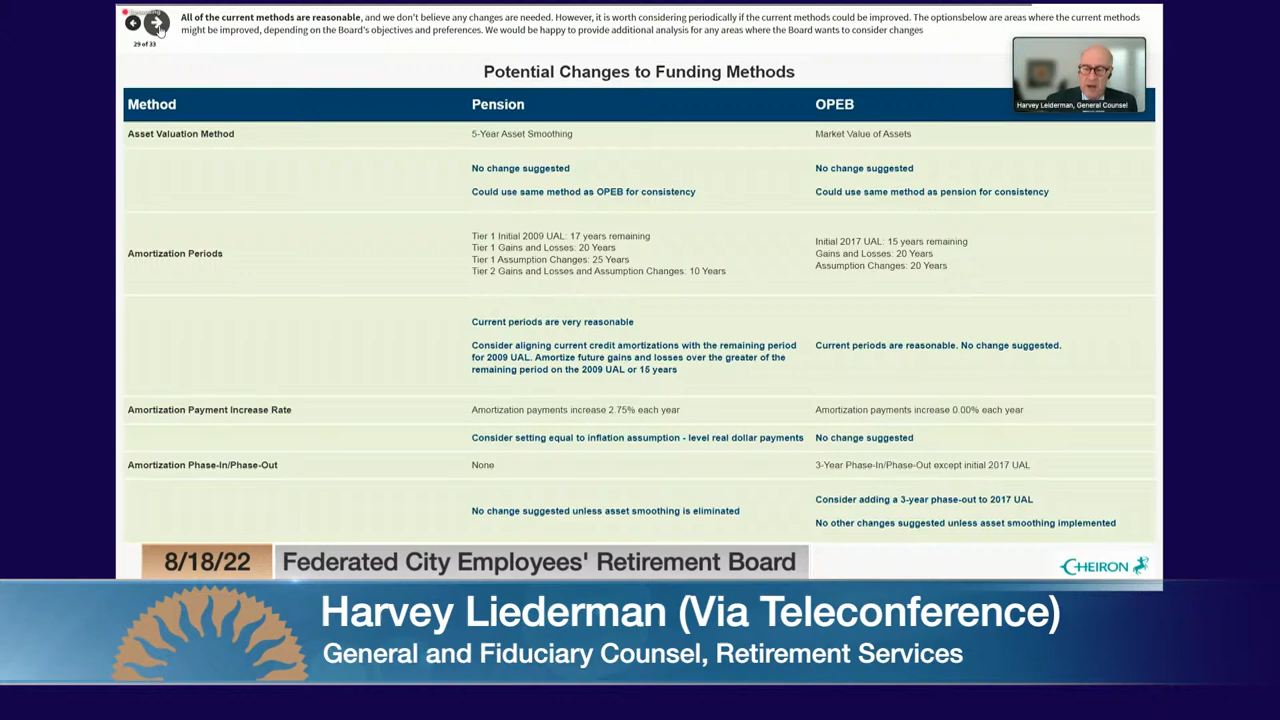 All of the current methods are reasonable, and we don't believe any changes are needed. However, it is worth considering periodically if the current methods could be improved. The optionsbelow are areas where the current methods
might be improved, depending on the Board's objectives and preferences. We would be happy to provide additional analysis for any areas where the Board wants to consider changes
29 of 33
Potential Changes to Funding Methods
Harvey Leiderman, General Counsel
Method Pension OPEB
Asset Valuation Method 5-Year Asset Smoothing Market Value of Assets
No change suggested No change suggested
Could use same method as OPEB for consistency Could use same method as pension for consistency
Amortization Periods
Tier 1 Initial 2009 UAL: 17 years remaining
Tier 1 Gains and Losses: 20 Years
Tier 1 Assumption Changes: 25 Years
Tier 2 Gains and Losses and Assumption Changes: 10 Years
Initial 2017 UAL: 15 years remaining
Gains and Losses: 20 Years
Assumption Changes: 20 Years
Current periods are very reasonable
Consider aligning current credit amortizations with the remaining period
for 2009 UAL. Amortize future gains and losses over the greater of the
remaining period on the 2009 UAL or 15 years
Current periods are reasonable. No change suggested.
Amortization Payment Increase Rate Amortization payments increase 2.75% each year Amortization payments increase 0.00% each year
Consider setting equal to inflation assumption - level real dollar payments No change suggested
Amortization Phase-In/Phase-Out None 3-Year Phase-In/Phase-Out except initial 2017 UAL
No change suggested unless asset smoothing is eliminated
Consider adding a 3-year phase-out to 2017 UAL
No other changes suggested unless asset smoothing implemented
8/18/22 Federated City Employees' Retirement Board
CHEIRON
Harvey Liederman (Via Teleconference)
General and Fiduciary Counsel, Retirement Services